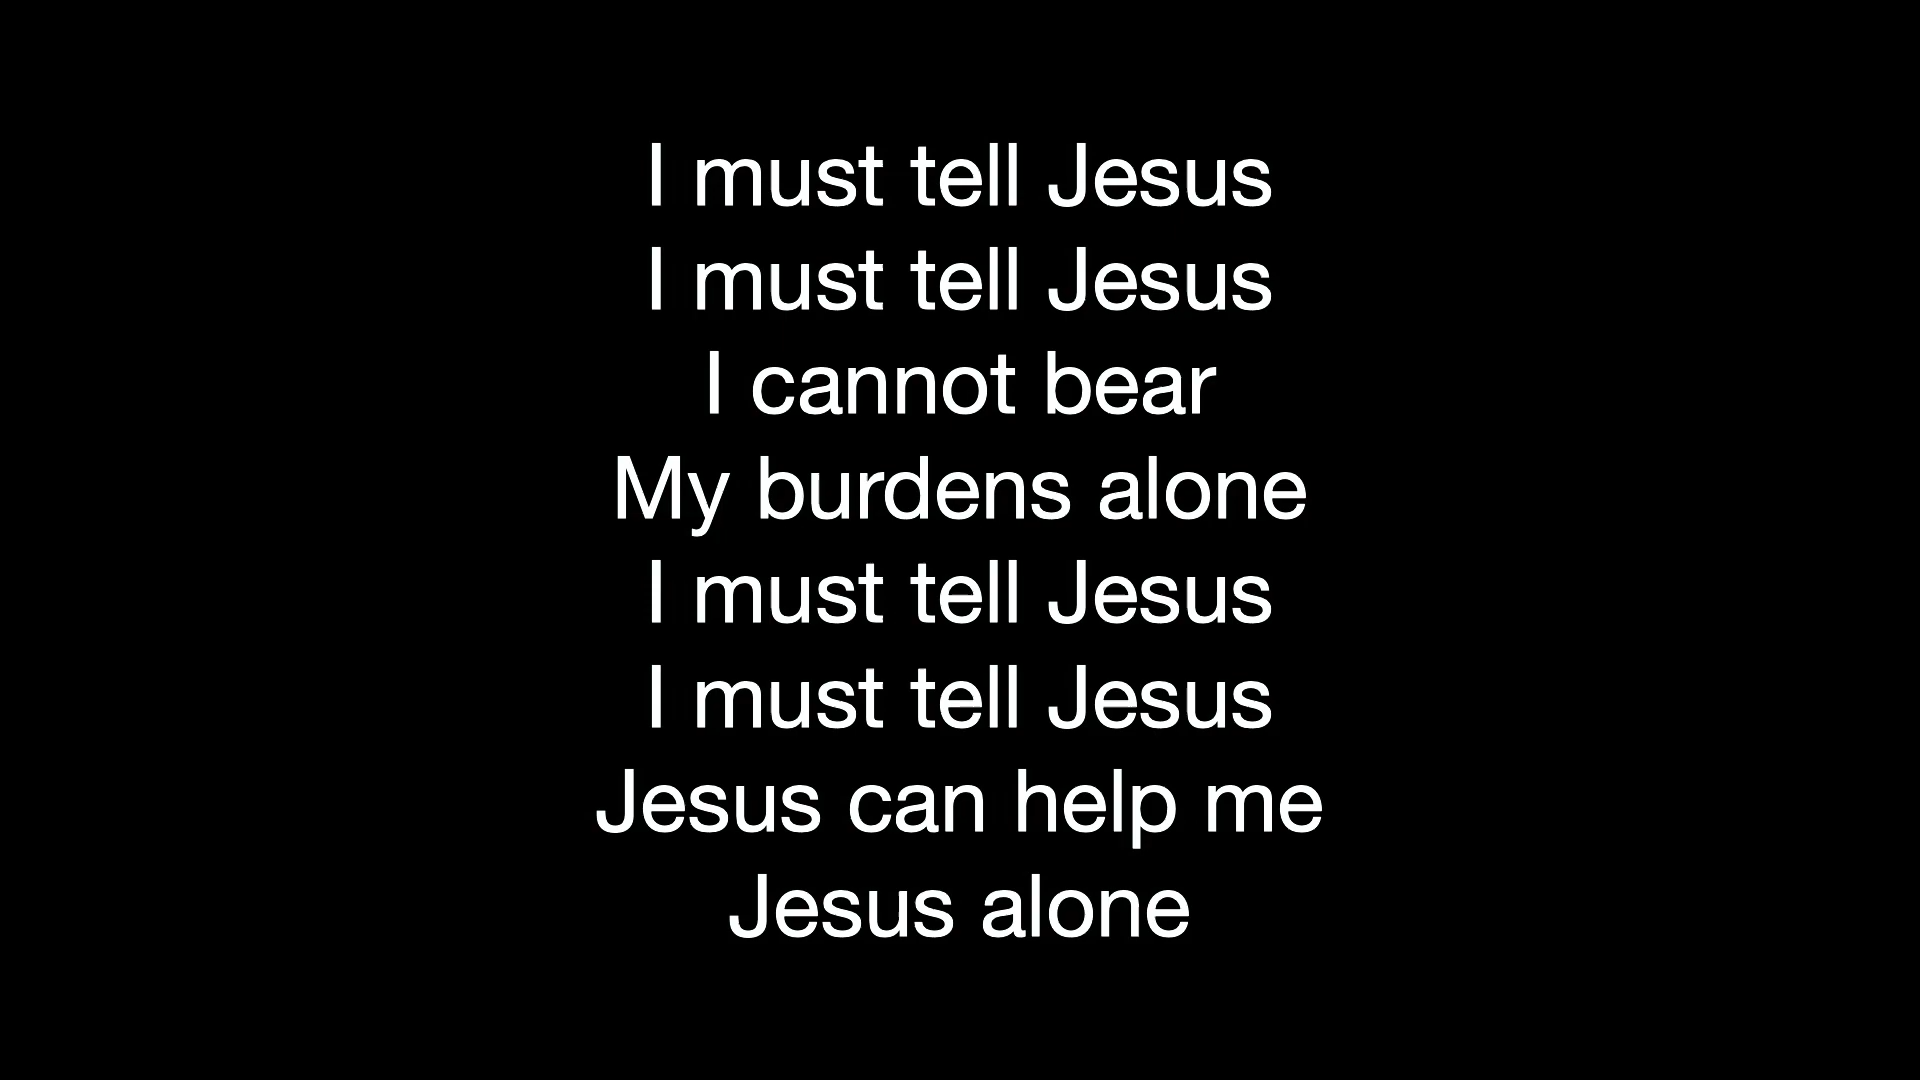 I must tell Jesus
I must tell Jesus
I cannot bear
My burdens alone
I must tell Jesus
I must tell Jesus
Jesus can help me
Jesus alone